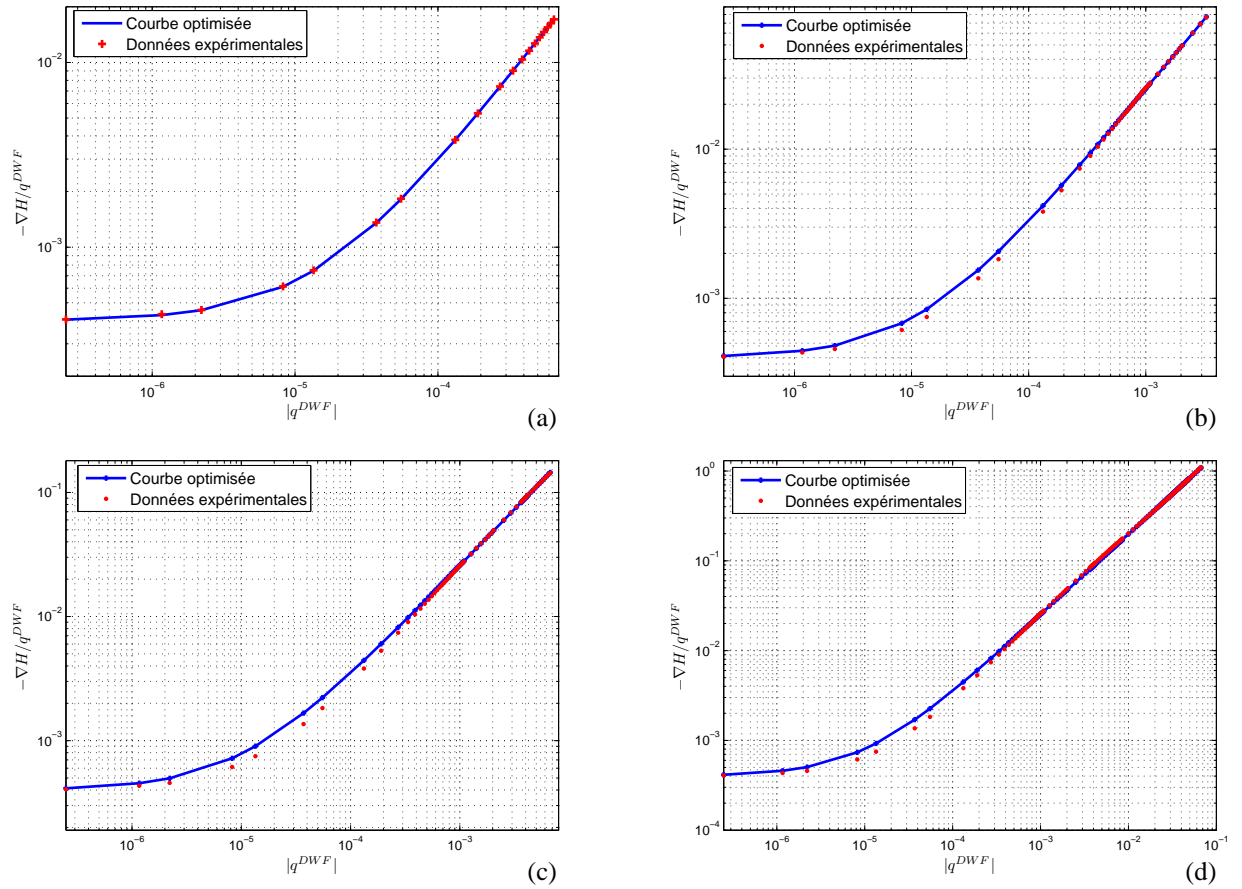 Courbe optimisée
Données expérimentales
10⁻²
10⁻³
−∇H/q^{DWF}
10⁻⁶
10⁻⁵
10⁻⁴
|q^{DWF}|
(a)
Courbe optimisée
Données expérimentales
10⁻²
10⁻³
−∇H/q^{DWF}
10⁻⁶
10⁻⁵
10⁻⁴
10⁻³
|q^{DWF}|
(b)
Courbe optimisée
Données expérimentales
10⁻¹
10⁻²
10⁻³
−∇H/q^{DWF}
10⁻⁶
10⁻⁵
10⁻⁴
10⁻³
|q^{DWF}|
(c)
Courbe optimisée
Données expérimentales
10⁰
10⁻¹
10⁻²
10⁻³
10⁻⁴
−∇H/q^{DWF}
10⁻⁶
10⁻⁵
10⁻⁴
10⁻³
10⁻²
10⁻¹
|q^{DWF}|
(d)